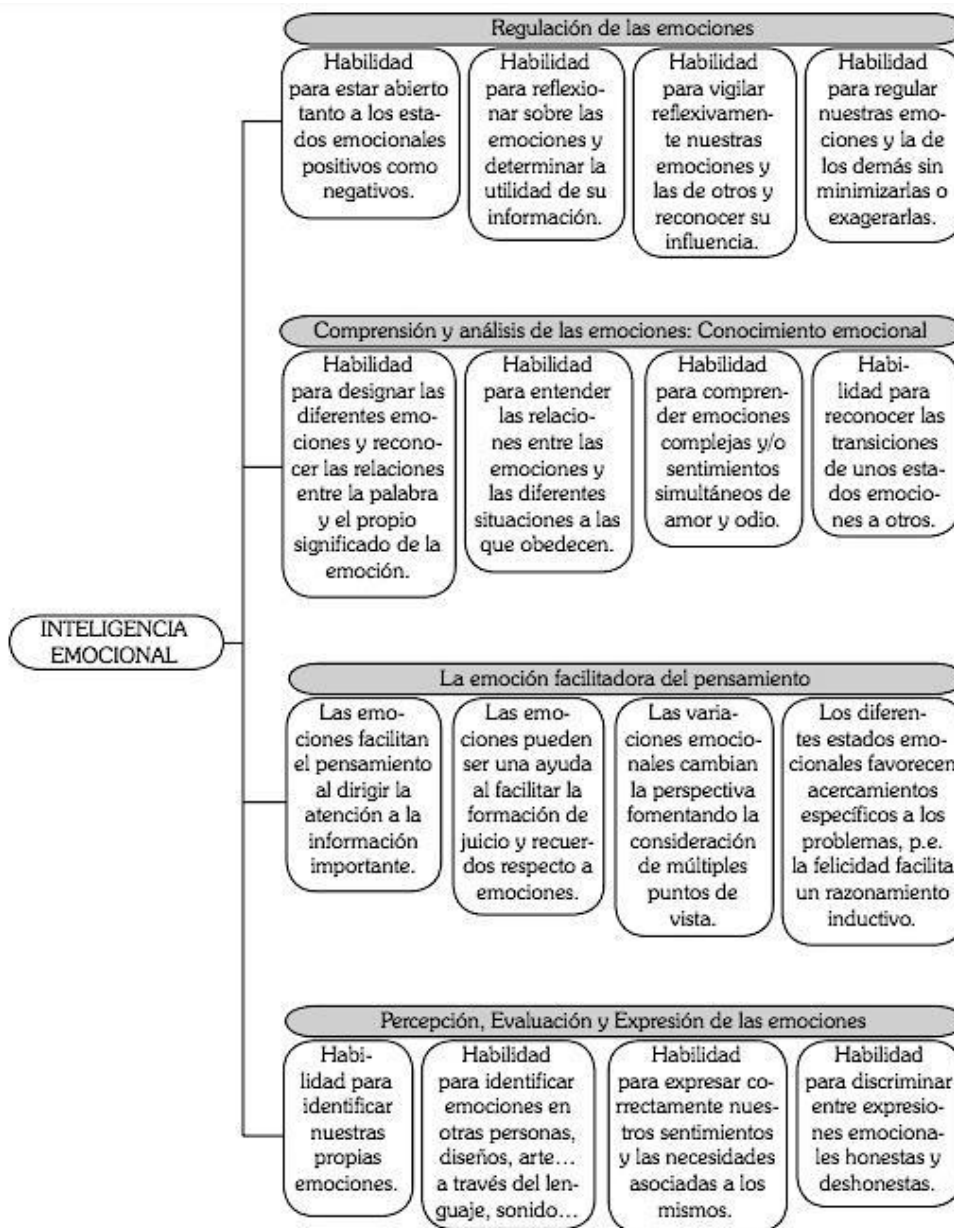 Regulación de las emociones
Habilidad
para estar abierto
tanto a los esta-
dos emocionales
positivos como
negativos.
Habilidad
para reflexio-
nar sobre las
emociones y
determinar la
utilidad de su
información.
Habilidad
para vigilar
reflexivamen-
te nuestras
emociones y
las de otros y
reconocer su
influencia.
Habilidad
para regular
nuestras emo-
ciones y la de
los demás sin
minimizarlas o
exagerarlas.
Comprensión y análisis de las emociones: Conocimiento emocional
Habilidad
para designar las
diferentes emo-
ciones y recono-
cer las relaciones
entre la palabra
y el propio
significado de la
emoción.
Habilidad
para entender
las relacio-
nes entre las
emociones y
las diferentes
situaciones a las
que obedecen.
Habilidad
para compren-
der emociones
complejas y/o
sentimientos
simultáneos de
amor y odio.
Habi-
lidad para
reconocer las
transiciones
de unos esta-
dos emocio-
nes a otros.
INTELIGENCIA
EMOCIONAL
La emoción facilitadora del pensamiento
Las emo-
ciones facilitan
el pensamiento
al dirigir la
atención a la
información
importante.
Las emo-
ciones pueden
ser una ayuda
al facilitar la
formación de
juicio y recuer-
dos respecto a
emociones.
Las varia-
ciones emocio-
nales cambian
la perspectiva
fomentando la
consideración
de múltiples
puntos de
vista.
Los diferen-
tes estados emo-
cionales favorecen
acercamientos
específicos a los
problemas, p.e.
la felicidad facilita
un razonamiento
inductivo.
Percepción, Evaluación y Expresión de las emociones
Habi-
lidad para
identificar
nuestras
propias
emociones.
Habilidad
para identificar
emociones en
otras personas,
diseños, arte...
a través del len-
guaje, sonido...
Habilidad
para expresar co-
rrectamente nues-
tros sentimientos
y las necesidades
asociadas a los
mismos.
Habilidad
para discriminar
entre expresio-
nes emociona-
les honestas y
deshonestas.